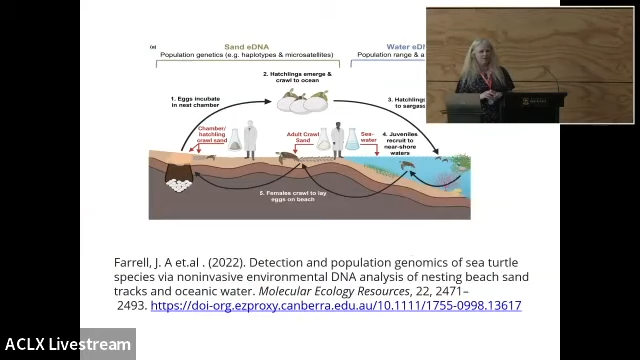 (a)
Sand eDNA
Population genetics (e.g. haplotypes & microsatellites)
Water eDN
Population range & a
2. Hatchlings emerge &
crawl to ocean
1. Eggs incubate
in nest chamber
3. Hatchlings
to sargass
Chamber/
hatchling
crawl sand
Adult Crawl
Sand
Sea-
water
4. Juveniles
recruit to
near-shore
waters
5. Females crawl to lay
eggs on beach
Farrell, J. A et.al . (2022). Detection and population genomics of sea turtle
species via noninvasive environmental DNA analysis of nesting beach sand
tracks and oceanic water. Molecular Ecology Resources, 22, 2471–
2493. https://doi-org.ezproxy.canberra.edu.au/10.1111/1755-0998.13617
ACLX Livestream